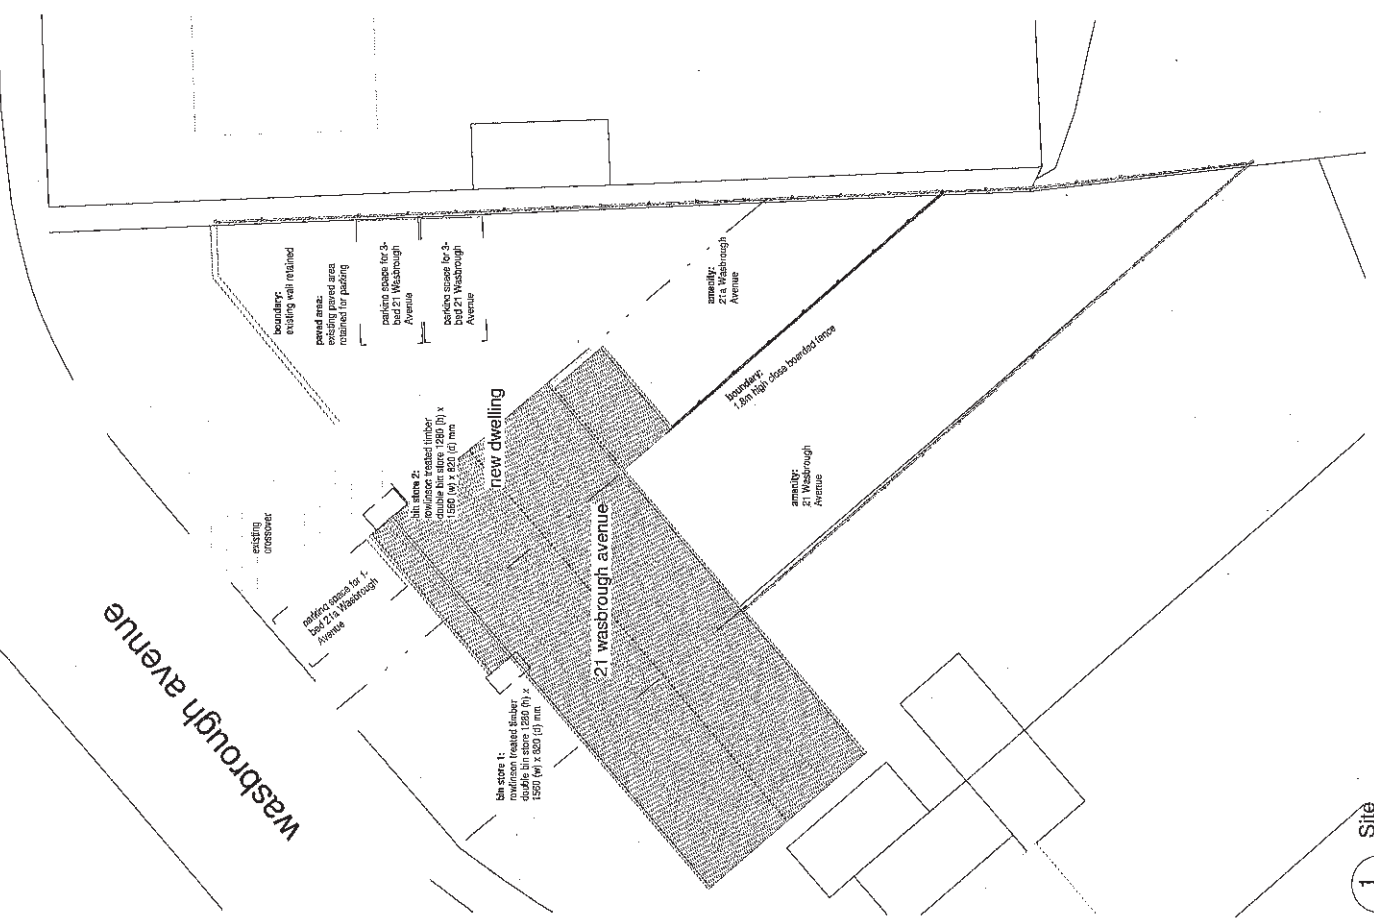 wasbrough avenue
boundary:
existing wall retained
paved area:
existing paved area
retained for parking
parking space for 3-
bed 21 Wasbrough
Avenue
parking space for 3-
bed 21 Wasbrough
Avenue
amenity:
21a Wasbrough
Avenue
boundary:
1.8m high close boarded fence
amenity:
21 Wasbrough
Avenue
existing
crossover
parking space for 1-
bed 21a Wasbrough
Avenue
bin store 2:
rowlinson treated timber
double bin store 1280 (h) x
1560 (w) x 820 (d) mm
new dwelling
21 wasbrough avenue
bin store 1:
rowlinson treated timber
double bin store 1280 (h) x
1560 (w) x 820 (d) mm
1
Site